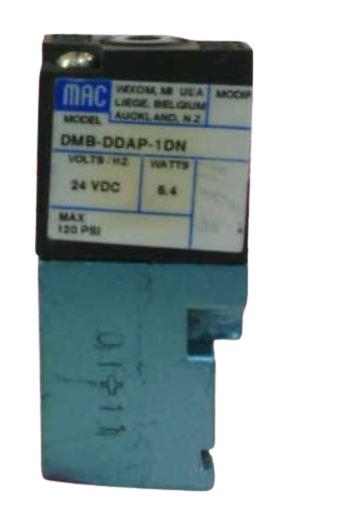 MAC WIXOM, MI USA MODIF
LIEGE, BELGIUM
MODEL AUCKLAND, N.Z.
DMB-DDAP-1DN
VOLTS/HZ WATTS
24 VDC 5.4
MAX
120 PSI